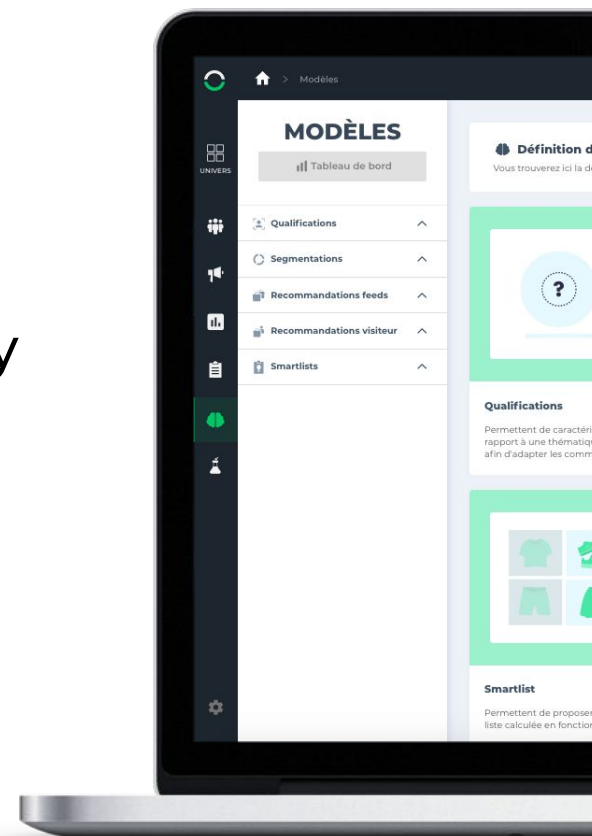 y
> Modèles
UNIVERS
MODÈLES
Tableau de bord
Qualifications
Segmentations
Recommandations feeds
Recommandations visiteur
Smartlists
Définition d
Vous trouverez ici la d
?
Qualifications
Permettent de caractéri
rapport à une thématiqu
afin d'adapter les comm
Smartlist
Permettent de proposer
liste calculée en fonction